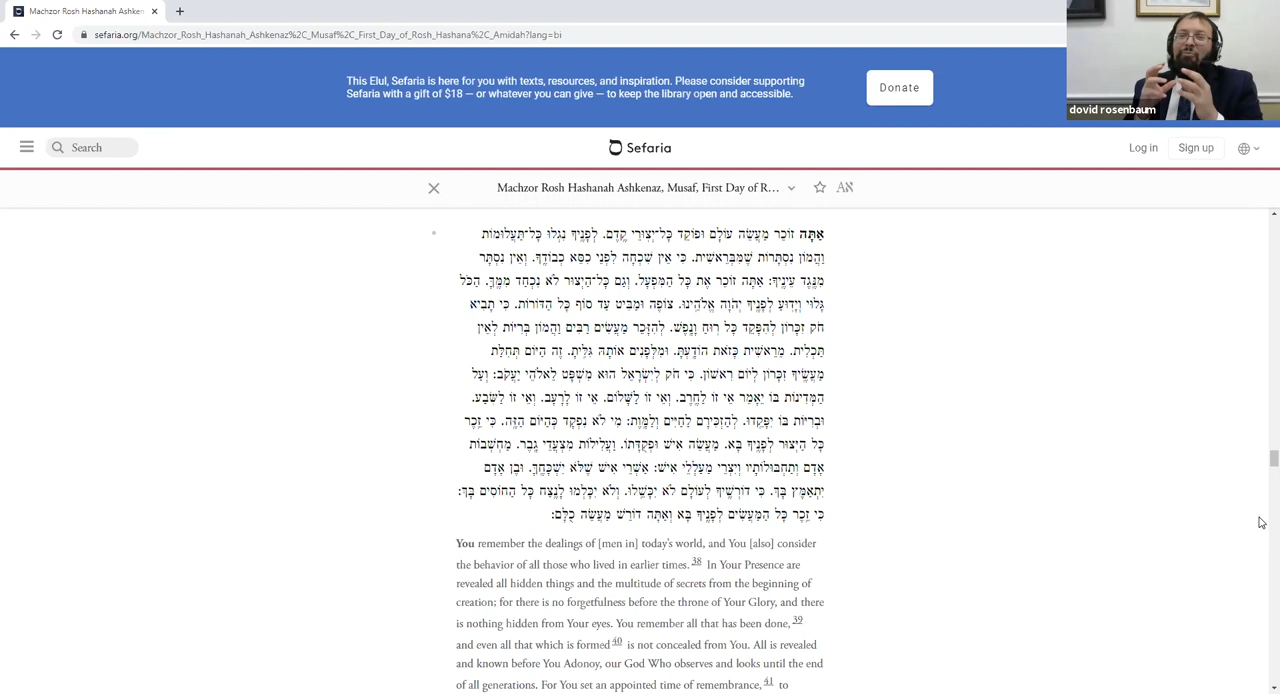 Machzor Rosh Hashanah Ashken
sefaria.org/Machzor_Rosh_Hashanah_Ashkenaz%2C_Musaf%2C_First_Day_of_Rosh_Hashana%2C_Amidah?lang=bi
This Elul, Sefaria is here for you with texts, resources, and inspiration. Please consider supporting
Sefaria with a gift of $18 — or whatever you can give — to keep the library open and accessible.
Donate
dovid rosenbaum
Search
Sefaria
Log in
Sign up
Machzor Rosh Hashanah Ashkenaz, Musaf, First Day of R...
אַתָּה זוֹכֵר מַעֲשֵׂה עוֹלָם וּפוֹקֵד כָּל־יְצֽוּרֵי קֶֽדֶם. לְפָנֶֽיךָ נִגְלוּ כָּל־תַּעֲלוּמוֹת
וַהֲמוֹן נִסְתָּרוֹת שֶׁמִּבְּרֵאשִׁית. כִּי אֵין שִׁכְחָה לִפְנֵי כִסֵּא כְבוֹדֶֽךָ. וְאֵין נִסְתָּר
מִנֶּֽגֶד עֵינֶֽיךָ: אַתָּה זוֹכֵר אֶת כָּל הַמִּפְעָל. וְגַם כָּל־הַיְצוּר לֹא נִכְחַד מִמֶּֽךָּ. הַכֹּל
גָּלוּי וְיָדֽוּעַ לְפָנֶֽיךָ יְהֹוָה אֱלֹהֵֽינוּ. צוֹפֶה וּמַבִּיט עַד סוֹף כָּל הַדּוֹרוֹת. כִּי תָבִיא
חֹק זִכָּרוֹן לְהִפָּקֵד כָּל רֽוּחַ וָנָֽפֶשׁ. לְהִזָּכֵר מַעֲשִׂים רַבִּים וַהֲמוֹן בְּרִיּוֹת לְאֵין
תַּכְלִית. מֵרֵאשִׁית כָּזֹאת הוֹדָֽעְתָּ. וּמִלְּפָנִים אוֹתָהּ גִּלִּֽיתָ. זֶה הַיּוֹם תְּחִלַּת
מַעֲשֶֽׂיךָ זִכָּרוֹן לְיוֹם רִאשׁוֹן. כִּי חֹק לְיִשְׂרָאֵל הוּא מִשְׁפָּט לֵאלֹהֵי יַעֲקֹב: וְעַל
הַמְּדִינוֹת בּוֹ יֵאָמֵר אֵי זוֹ לַחֶֽרֶב. וְאֵי זוֹ לַשָּׁלוֹם. אֵי זוֹ לָרָעָב. וְאֵי זוֹ לַשּׂבַע.
וּבְרִיּוֹת בּוֹ יִפָּקֵֽדוּ. לְהַזְכִּירָם לַחַיִּים וְלַמָּֽוֶת: מִי לֹא נִפְקָד כְּהַיּוֹם הַזֶּה. כִּי זֵֽכֶר
כָּל הַיְצוּר לְפָנֶֽיךָ בָּא. מַעֲשֵׂה אִישׁ וּפְקֻדָּתוֹ. וַעֲלִילוֹת מִצְעֲדֵי גָֽבֶר. מַחְשְׁבוֹת
אָדָם וְתַחְבּוּלוֹתָיו וְיִצְרֵי מַעַלְלֵי אִישׁ: אַשְׁרֵי אִישׁ שֶׁלֹּא יִשְׁכָּחֶֽךָּ. וּבֶן אָדָם
יִתְאַמֶּץ בָּךְ. כִּי דוֹרְשֶֽׁיךָ לְעוֹלָם לֹא יִכָּשֵֽׁלוּ. וְלֹא יִכָּלְמוּ לָנֶֽצַח כָּל הַחוֹסִים בָּךְ:
כִּי זֵֽכֶר כָּל הַמַּעֲשִׂים לְפָנֶֽיךָ בָּא וְאַתָּה דוֹרֵשׁ מַעֲשֵׂה כֻלָּם:
You remember the dealings of [men in] today's world, and You [also] consider
the behavior of all those who lived in earlier times.38 In Your Presence are
revealed all hidden things and the multitude of secrets from the beginning of
creation; for there is no forgetfulness before the throne of Your Glory, and there
is nothing hidden from Your eyes. You remember all that has been done,39
and even all that which is formed40 is not concealed from You. All is revealed
and known before You Adonoy, our God Who observes and looks until the end
of all generations. For You set an appointed time of remembrance,41 to